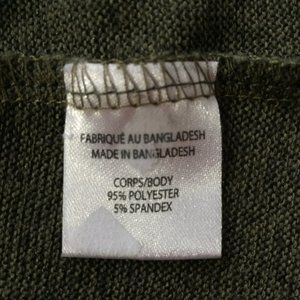 FABRIQUÉ AU BANGLADESH
MADE IN BANGLADESH
CORPS/BODY
95% POLYESTER
5% SPANDEX